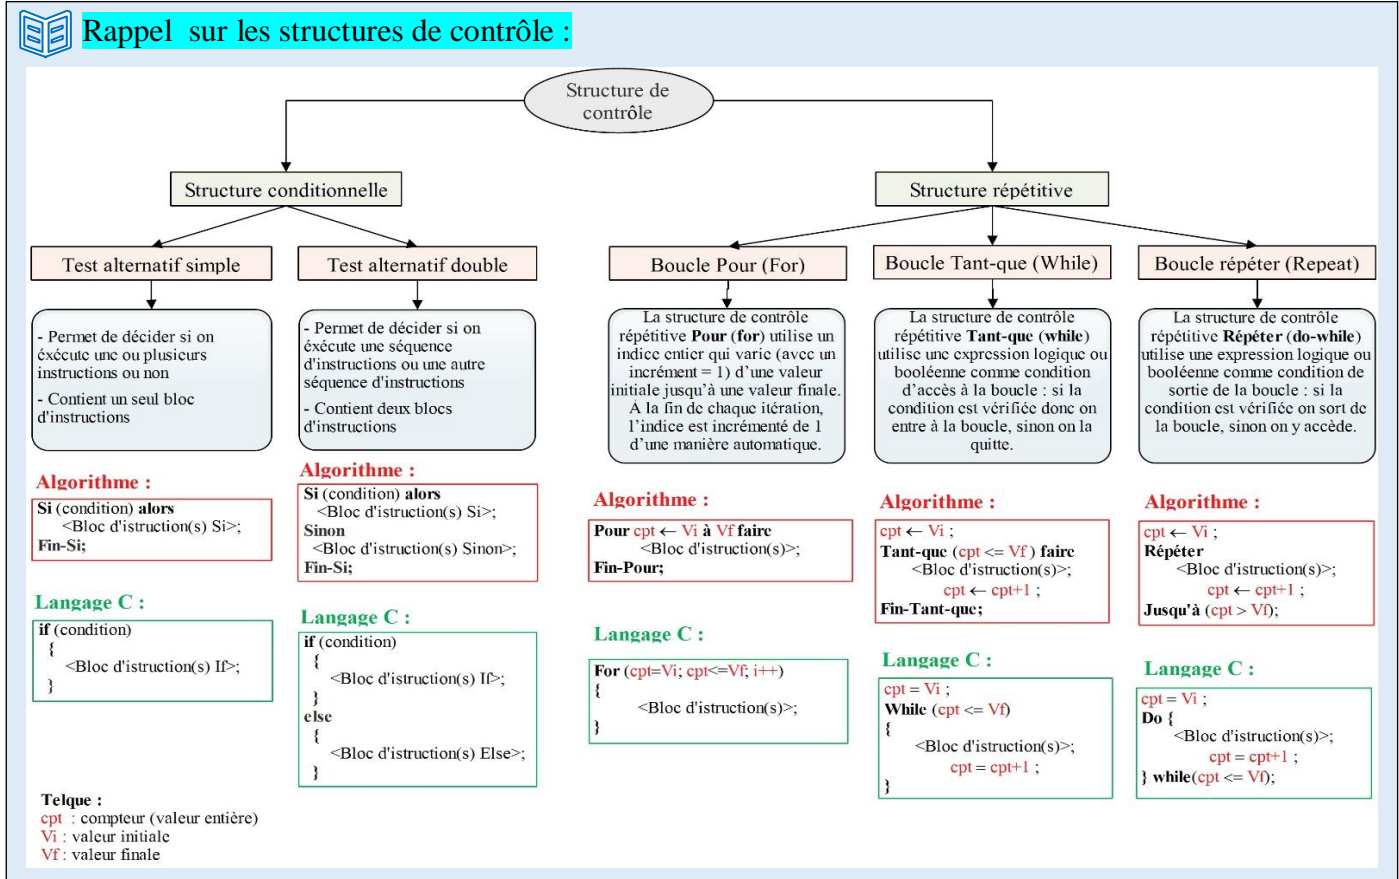 Rappel sur les structures de contrôle :
Structure de
contrôle
Structure conditionnelle
Structure répétitive
Test alternatif simple
Test alternatif double
Boucle Pour (For)
Boucle Tant-que (While)
Boucle répéter (Repeat)
- Permet de décider si on
éxécute une ou plusieurs
instructions ou non
- Contient un seul bloc
d'instructions
- Permet de décider si on
éxécute une séquence
d'instructions ou une autre
séquence d'instructions
- Contient deux blocs
d'instructions
La structure de contrôle
répétitive Pour (for) utilise un
indice entier qui varie (avec un
incrément = 1) d'une valeur
initiale jusqu'à une valeur finale.
À la fin de chaque itération,
l'indice est incrémenté de 1
d'une manière automatique.
La structure de contrôle
répétitive Tant-que (while)
utilise une expression logique ou
booléenne comme condition
d'accès à la boucle : si la
condition est vérifiée donc on
entre à la boucle, sinon on la
quitte.
La structure de contrôle
répétitive Répéter (do-while)
utilise une expression logique ou
booléenne comme condition de
sortie de la boucle : si la
condition est vérifiée on sort de
la boucle, sinon on y accède.
Algorithme :
Si (condition) alors
<Bloc d'istruction(s) Si>;
Fin-Si;
Langage C :
if (condition)
{
<Bloc d'istruction(s) If>;
}
Algorithme :
Si (condition) alors
<Bloc d'istruction(s) Si>;
Sinon
<Bloc d'istruction(s) Sinon>;
Fin-Si;
Langage C :
if (condition)
{
<Bloc d'istruction(s) If>;
}
else
{
<Bloc d'istruction(s) Else>;
}
Algorithme :
Pour cpt ← Vi à Vf faire
<Bloc d'istruction(s)>;
Fin-Pour;
Langage C :
For (cpt=Vi; cpt<=Vf; i++)
{
<Bloc d'istruction(s)>;
}
Algorithme :
cpt ← Vi ;
Tant-que (cpt <= Vf ) faire
<Bloc d'istruction(s)>;
cpt ← cpt+1 ;
Fin-Tant-que;
Langage C :
cpt = Vi ;
While (cpt <= Vf)
{
<Bloc d'istruction(s)>;
cpt = cpt+1 ;
}
Algorithme :
cpt ← Vi ;
Répéter
<Bloc d'istruction(s)>;
cpt ← cpt+1 ;
Jusqu'à (cpt > Vf);
Langage C :
cpt = Vi ;
Do {
<Bloc d'istruction(s)>;
cpt = cpt+1 ;
} while(cpt <= Vf);
Telque :
cpt : compteur (valeur entière)
Vi : valeur initiale
Vf : valeur finale